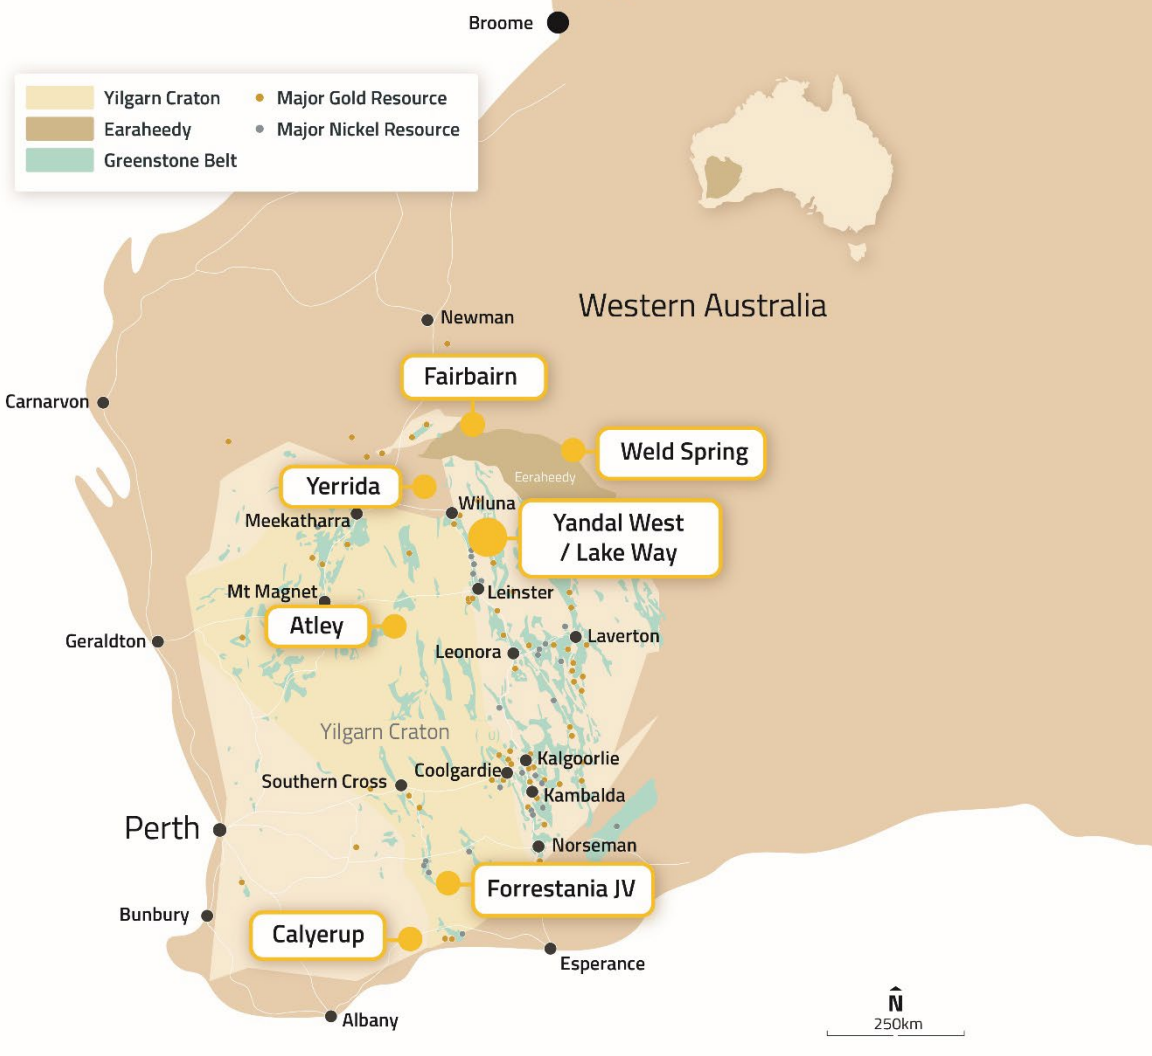 Broome
Yilgarn Craton
Major Gold Resource
Earaheedy
Major Nickel Resource
Greenstone Belt
Western Australia
Newman
Fairbairn
Carnarvon
Weld Spring
Eeraheedy
Yerrida
Wiluna
Meekatharra
Yandal West
/ Lake Way
Mt Magnet
Leinster
Atley
Geraldton
Laverton
Leonora
Yilgarn Craton
Kalgoorlie
Coolgardie
Southern Cross
Kambalda
Perth
Norseman
Forrestania JV
Bunbury
Calyerup
Esperance
Albany
N
250km